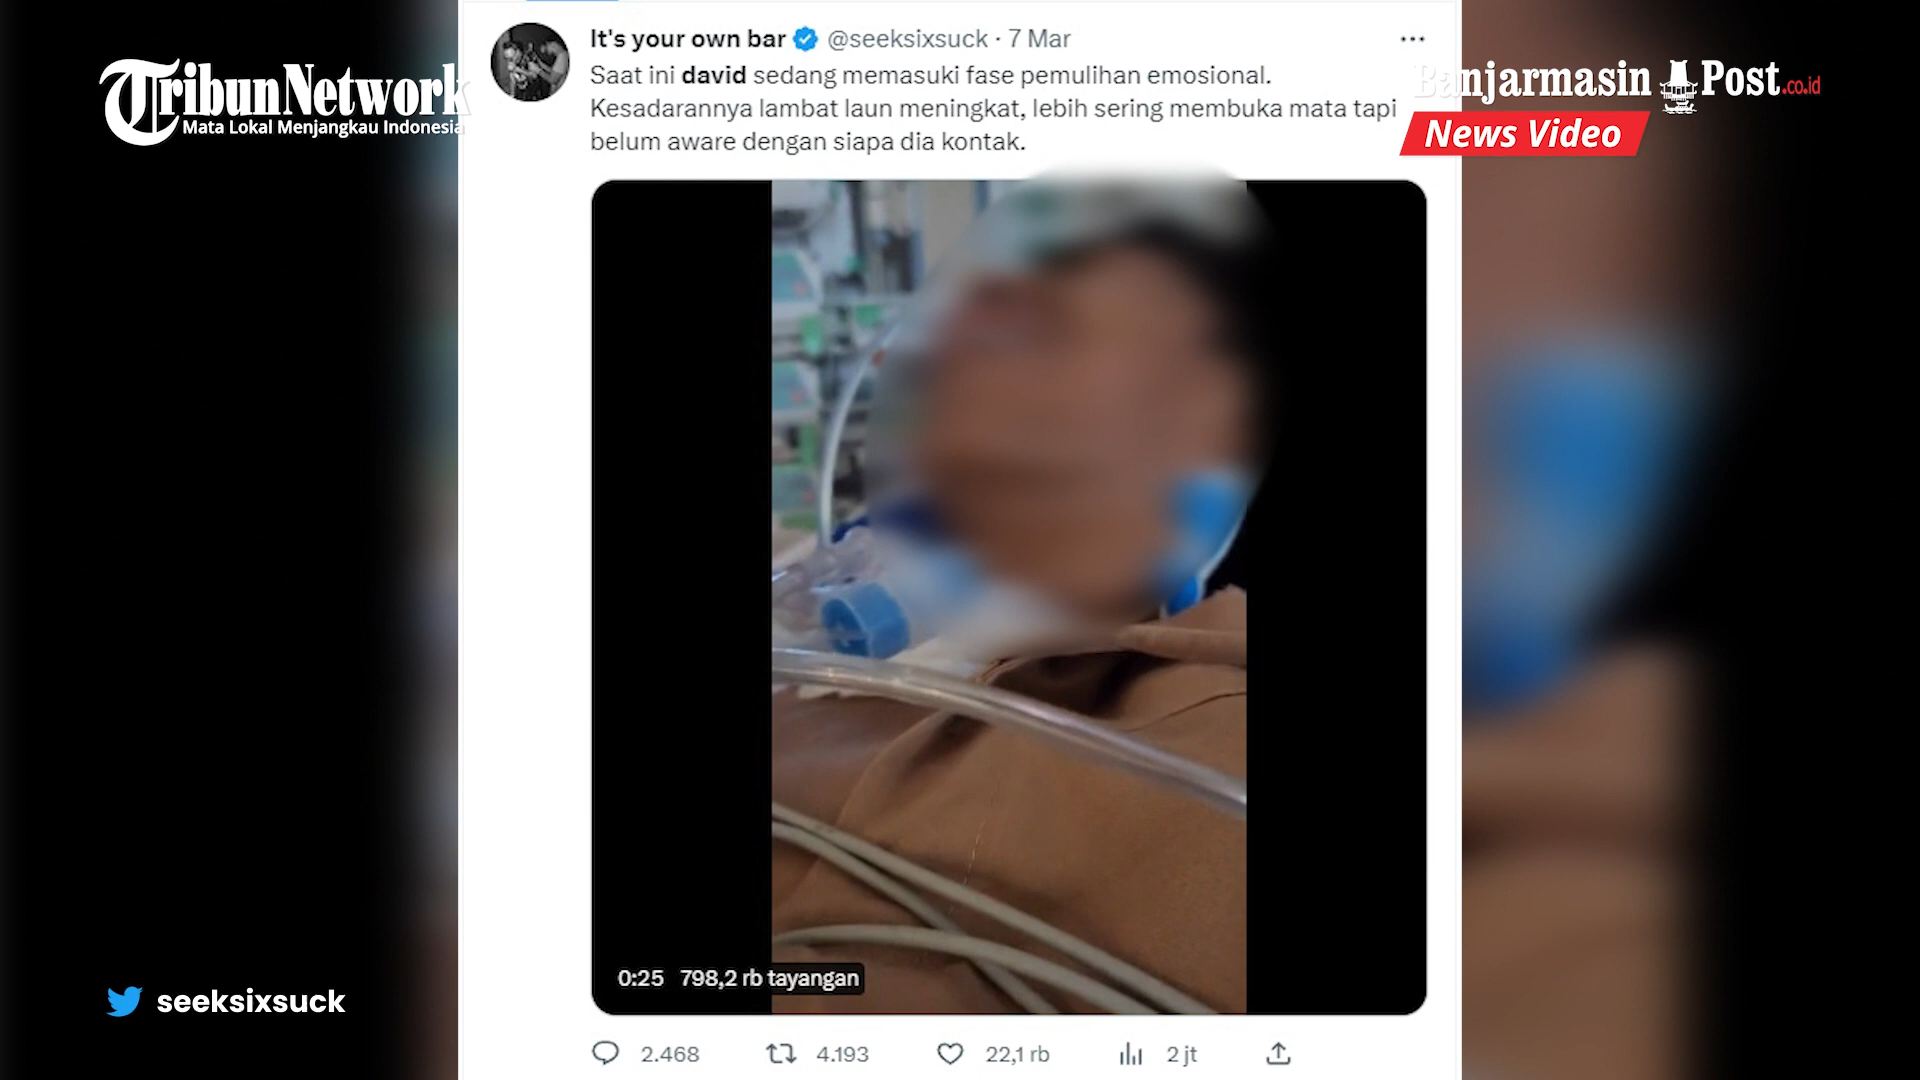 TribunNetwork
Mata Lokal Menjangkau Indonesia
It's your own bar @seeksixsuck · 7 Mar
Saat ini david sedang memasuki fase pemulihan emosional.
Kesadarannya lambat laun meningkat, lebih sering membuka mata tapi
belum aware dengan siapa dia kontak.
Banjarmasin Post.co.id
News Video
0:25 798,2 rb tayangan
seeksixsuck
2.468 4.193 22,1 rb 2 jt